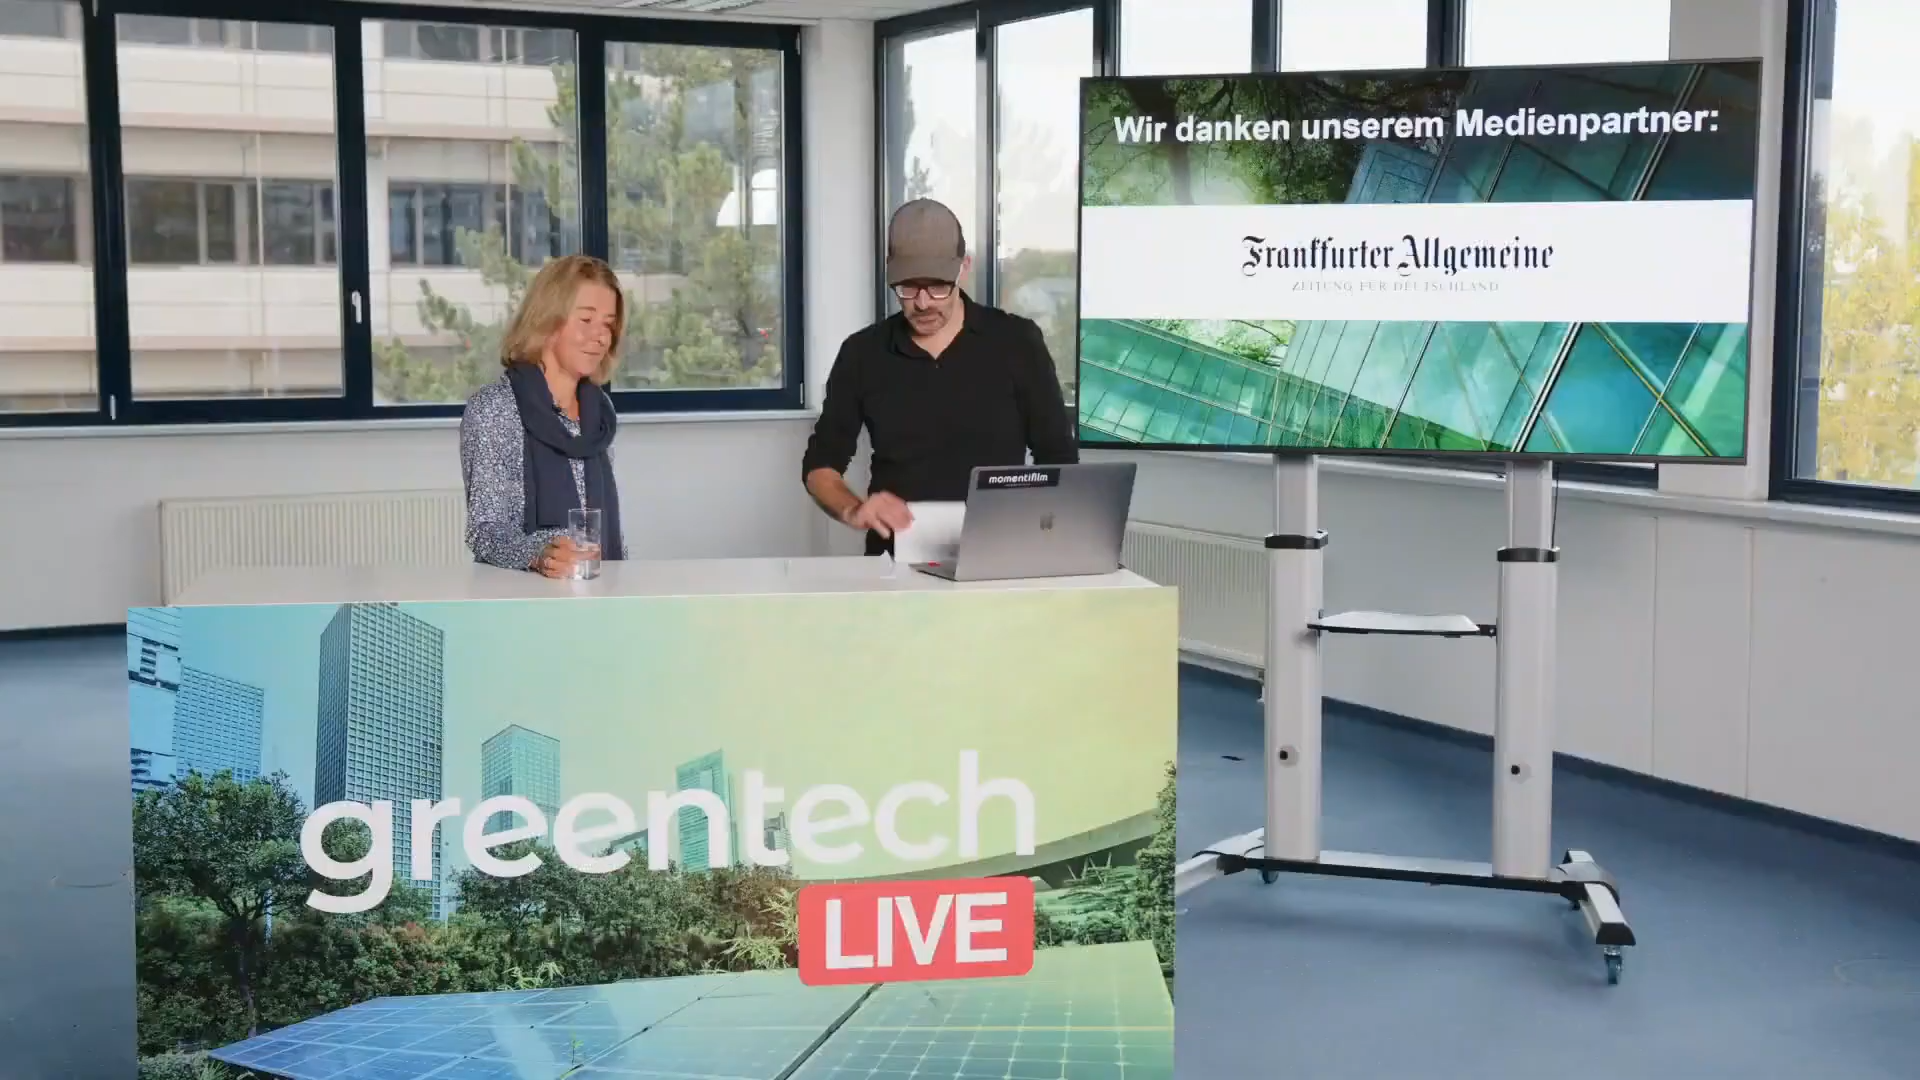 Wir danken unserem Medienpartner:
Frankfurter Allgemeine
ZEITUNG FÜR DEUTSCHLAND
momentifilm
greentech
LIVE